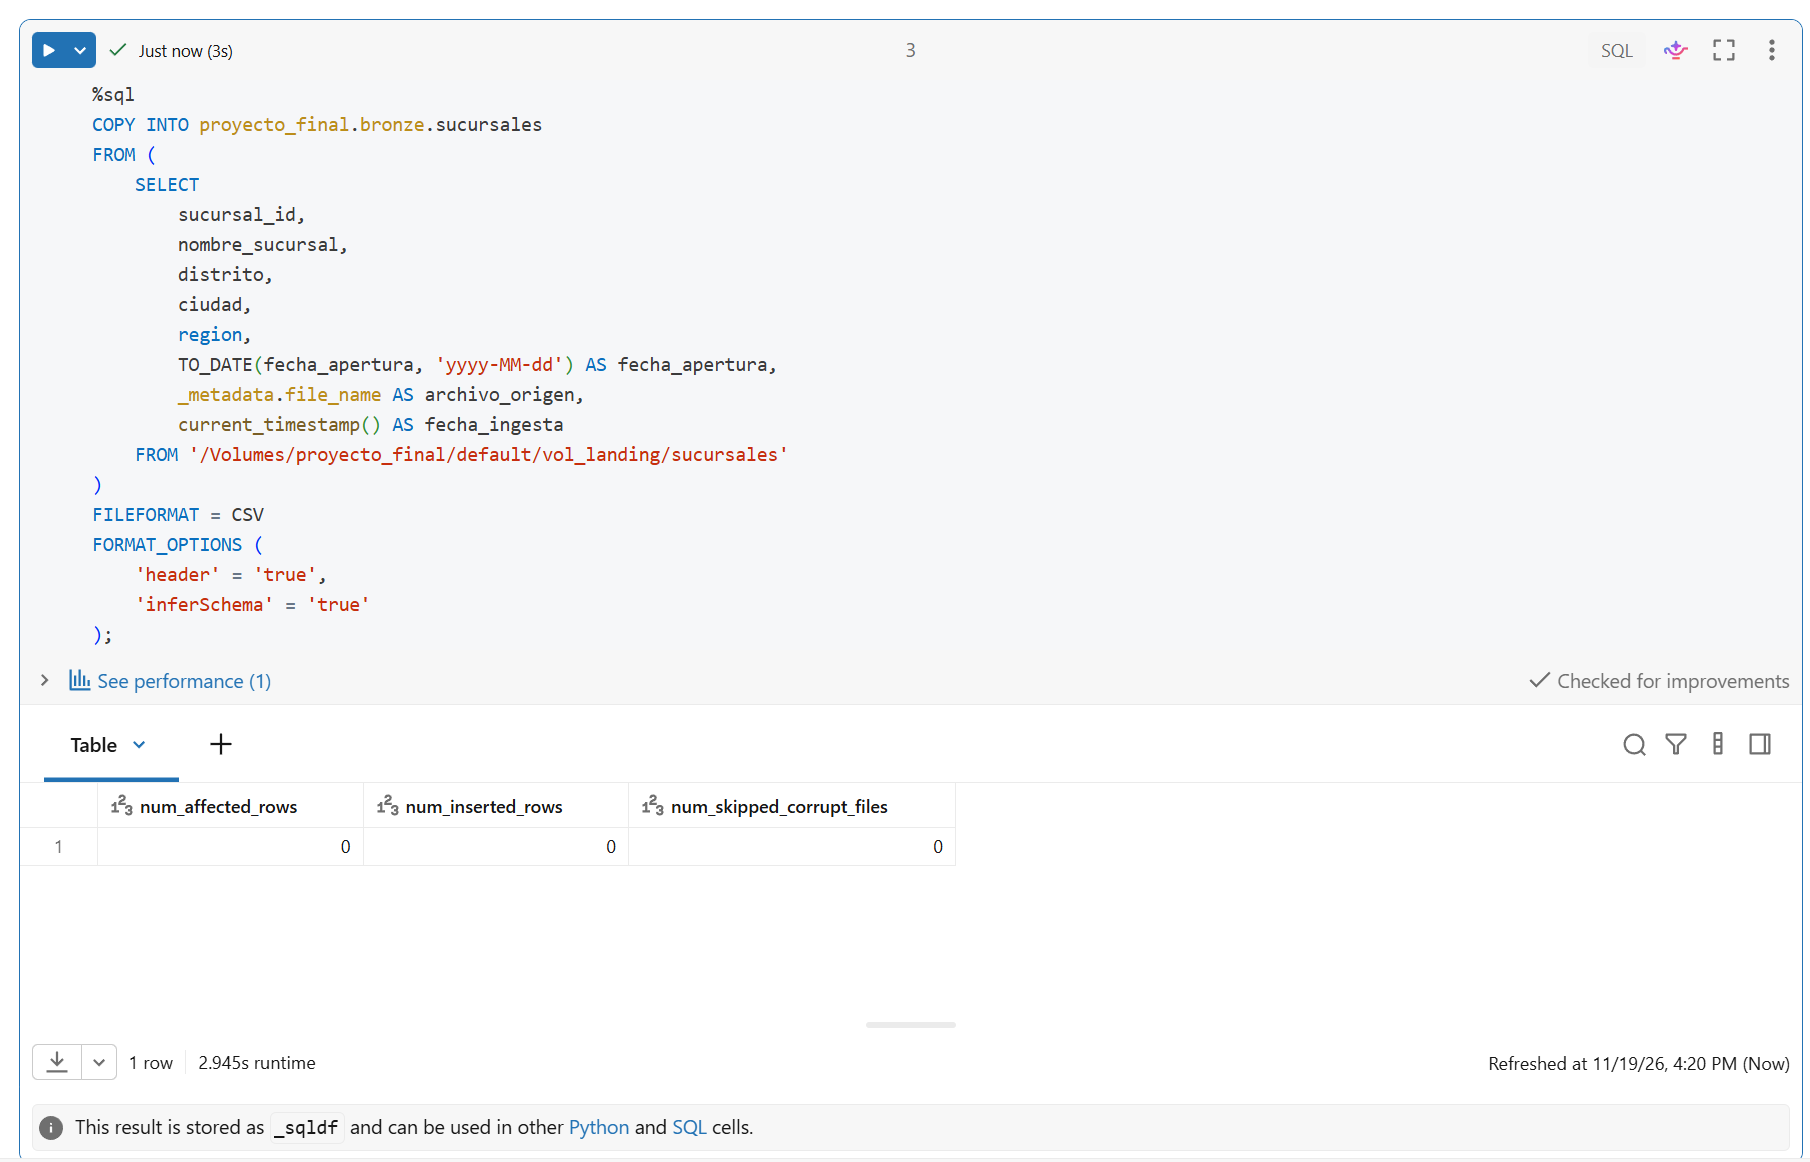 Just now (3s)
3
SQL
%sql
COPY INTO proyecto_final.bronze.sucursales
FROM (
    SELECT
        sucursal_id,
        nombre_sucursal,
        distrito,
        ciudad,
        region,
        TO_DATE(fecha_apertura, 'yyyy-MM-dd') AS fecha_apertura,
        _metadata.file_name AS archivo_origen,
        current_timestamp() AS fecha_ingesta
    FROM '/Volumes/proyecto_final/default/vol_landing/sucursales'
)
FILEFORMAT = CSV
FORMAT_OPTIONS (
    'header' = 'true',
    'inferSchema' = 'true'
);
See performance (1)
Checked for improvements
Table
123 num_affected_rows 123 num_inserted_rows 123 num_skipped_corrupt_files
1 0 0 0
1 row 2.945s runtime
Refreshed at 11/19/26, 4:20 PM (Now)
This result is stored as _sqldf and can be used in other Python and SQL cells.